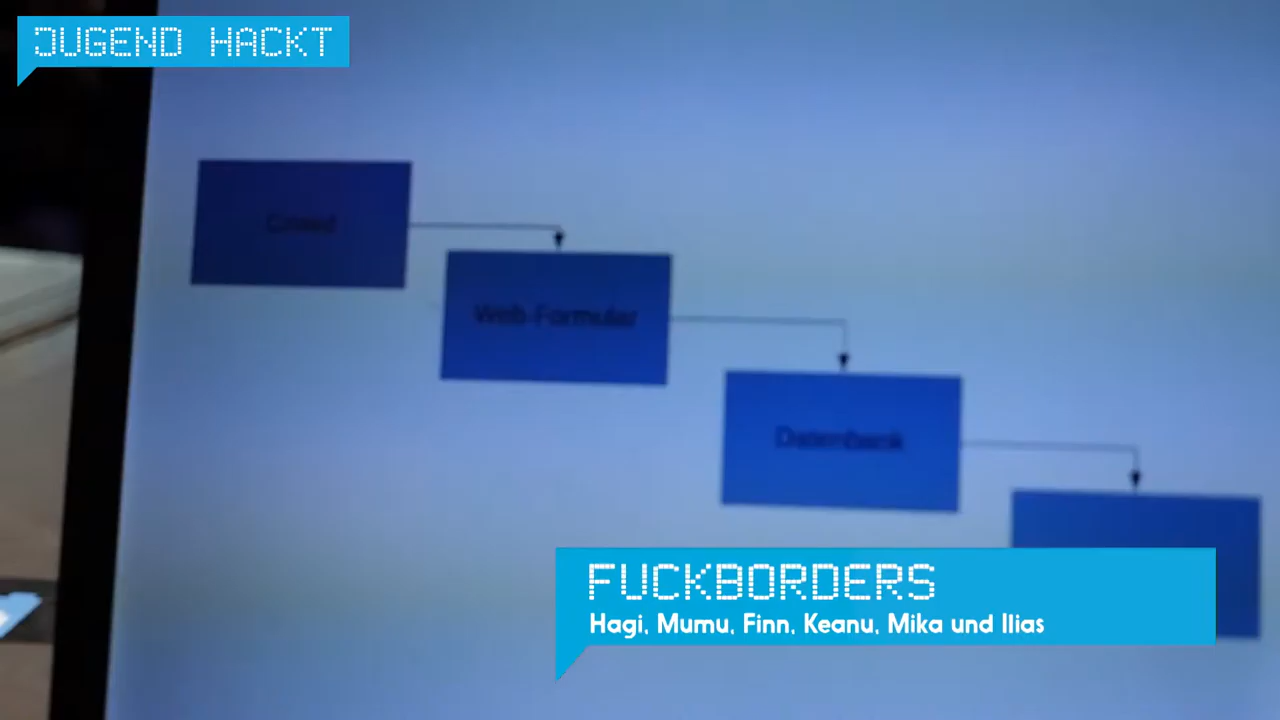 JUGEND HACKT
Web-Formular
Datenbank
FUCKBORDERS
Hagi, Mumu, Finn, Keanu, Mika und Ilias